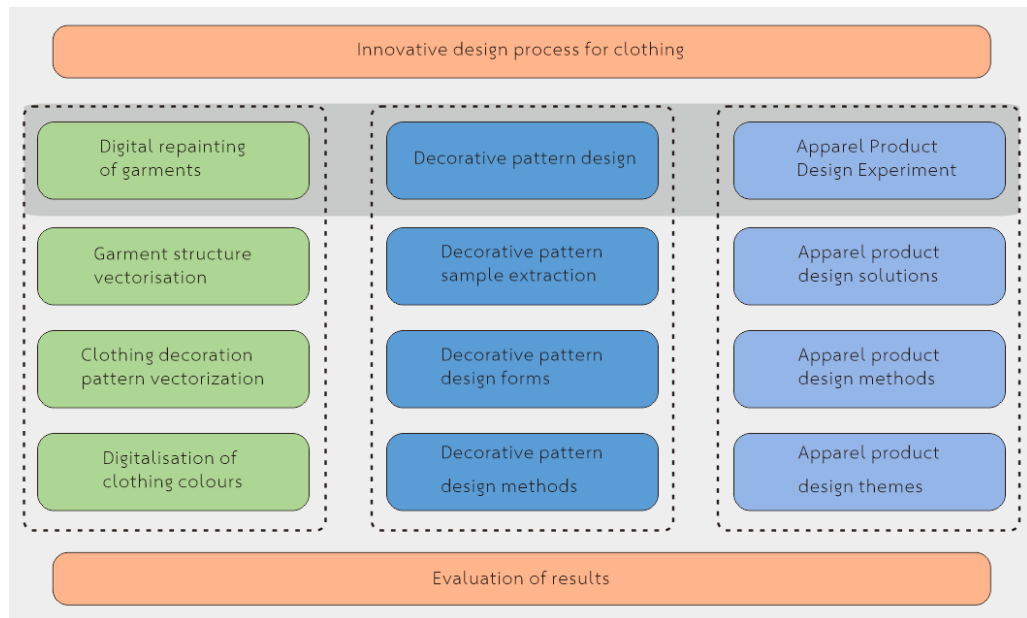 Innovative design process for clothing
Digital repainting
of garments
Decorative pattern design
Apparel Product
Design Experiment
Garment structure
vectorisation
Decorative pattern
sample extraction
Apparel product
design solutions
Clothing decoration
pattern vectorization
Decorative pattern
design forms
Apparel product
design methods
Digitalisation of
clothing colours
Decorative pattern
design methods
Apparel product
design themes
Evaluation of results